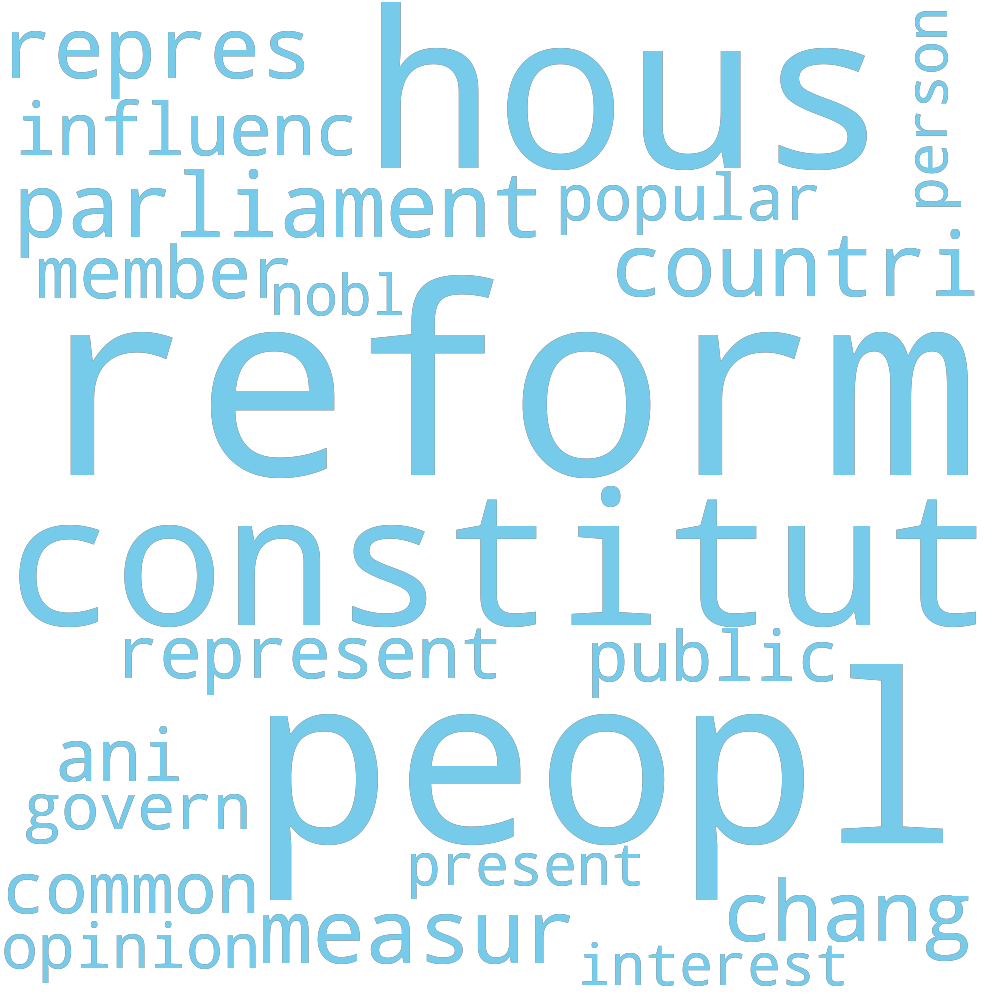 repres
hous
person
influenc
parliament
popular
member
nobl
countri
reform
constitut
represent
public
peopl
ani
govern
present
common
chang
opinion
measur
interest